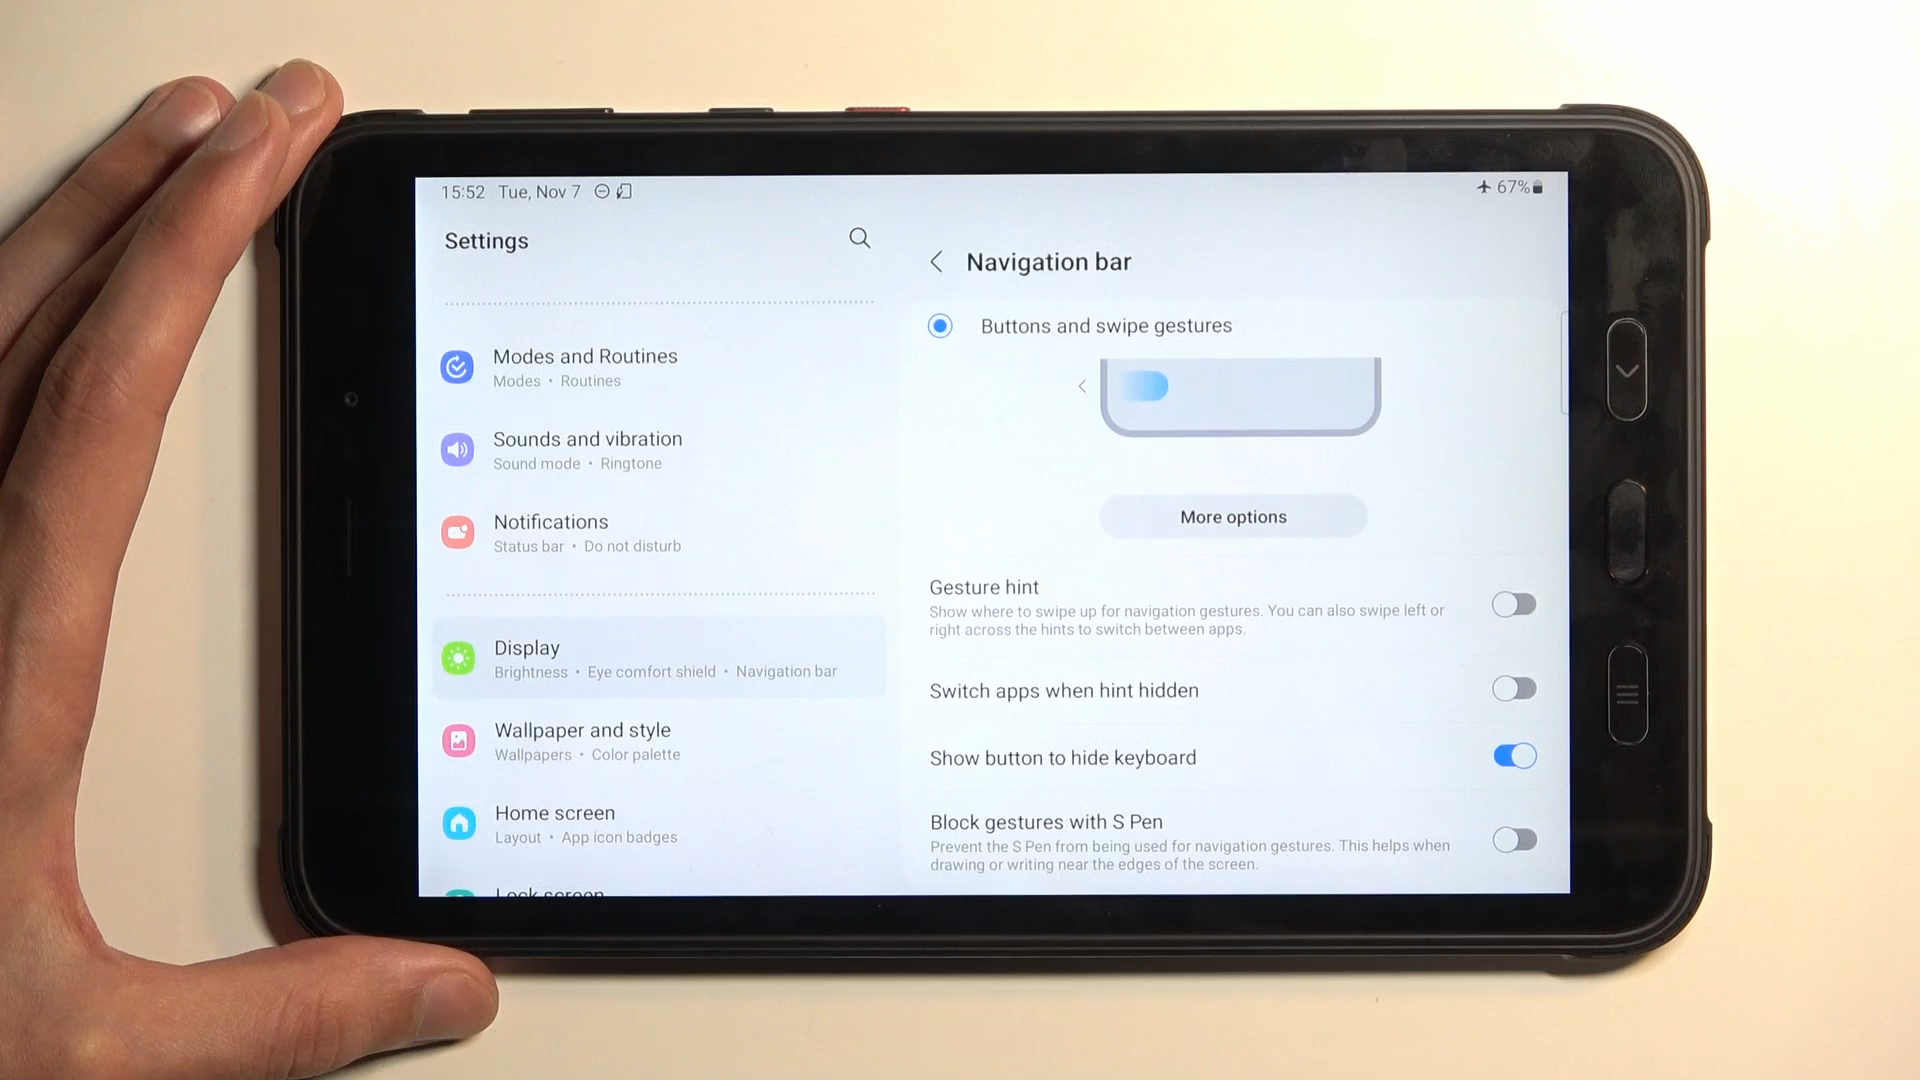 15:52 Tue, Nov 7
67%
Settings
Modes and Routines
Modes • Routines
Sounds and vibration
Sound mode • Ringtone
Notifications
Status bar • Do not disturb
Display
Brightness • Eye comfort shield • Navigation bar
Wallpaper and style
Wallpapers • Color palette
Home screen
Layout • App icon badges
Lock screen
Navigation bar
Buttons and swipe gestures
More options
Gesture hint
Show where to swipe up for navigation gestures. You can also swipe left or
right across the hints to switch between apps.
Switch apps when hint hidden
Show button to hide keyboard
Block gestures with S Pen
Prevent the S Pen from being used for navigation gestures. This helps when
drawing or writing near the edges of the screen.